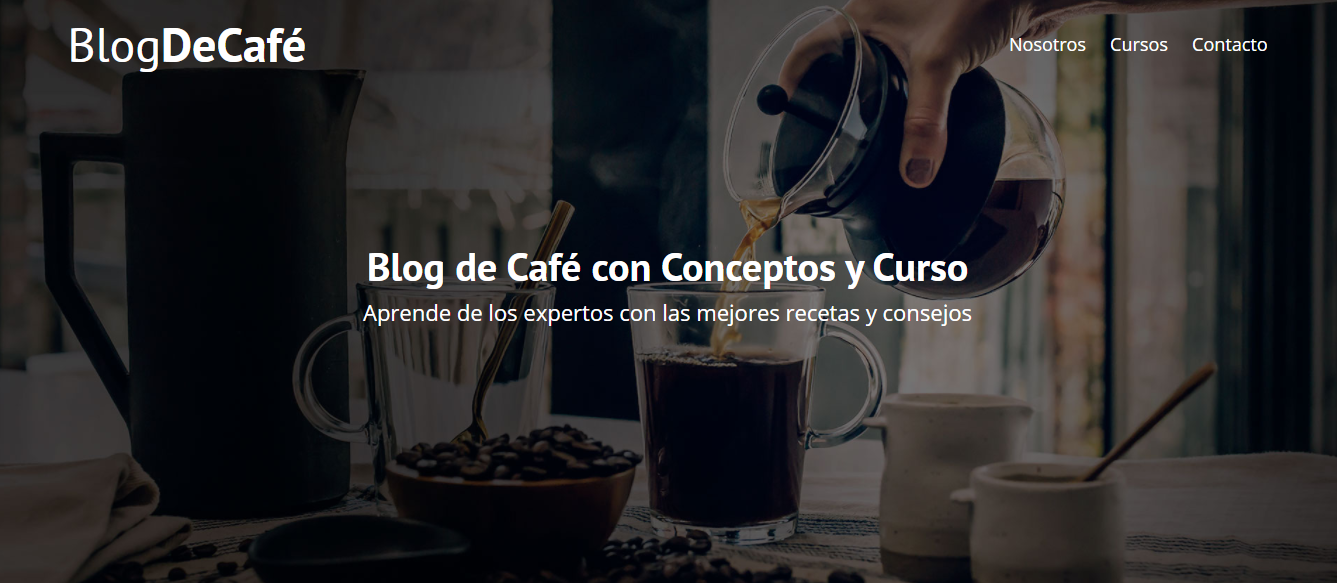 BlogDeCafé
Nosotros Cursos Contacto
Blog de Café con Conceptos y Curso
Aprende de los expertos con las mejores recetas y consejos